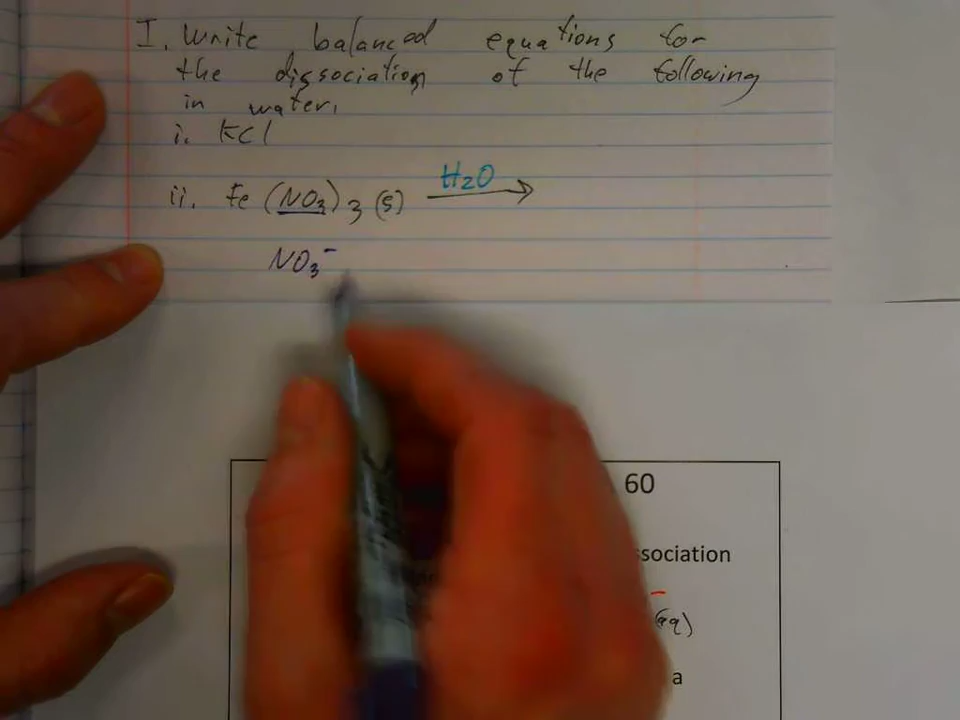 I. Write balanced equations for
the dissociation of the following
in water.
i. KCl
ii. Fe (NO3)3 (s) H2O →
NO3-
60
ssociation
(aq)
a